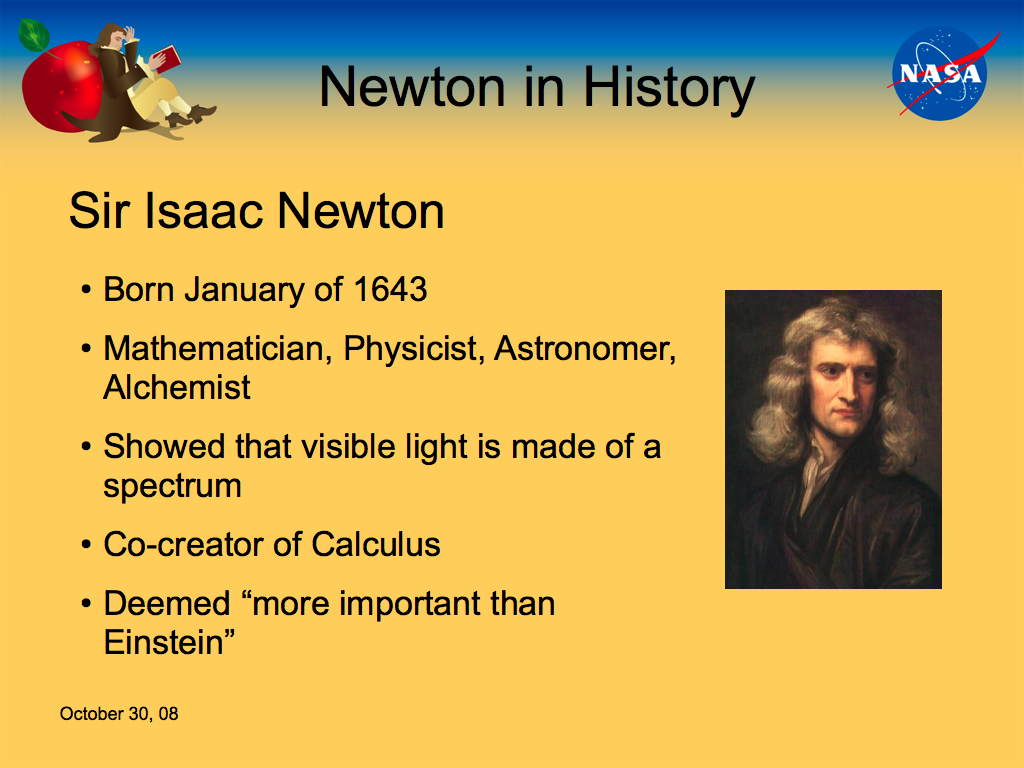 Newton in History
NASA
Sir Isaac Newton
• Born January of 1643
• Mathematician, Physicist, Astronomer,
Alchemist
• Showed that visible light is made of a
spectrum
• Co-creator of Calculus
• Deemed “more important than
Einstein”
October 30, 08